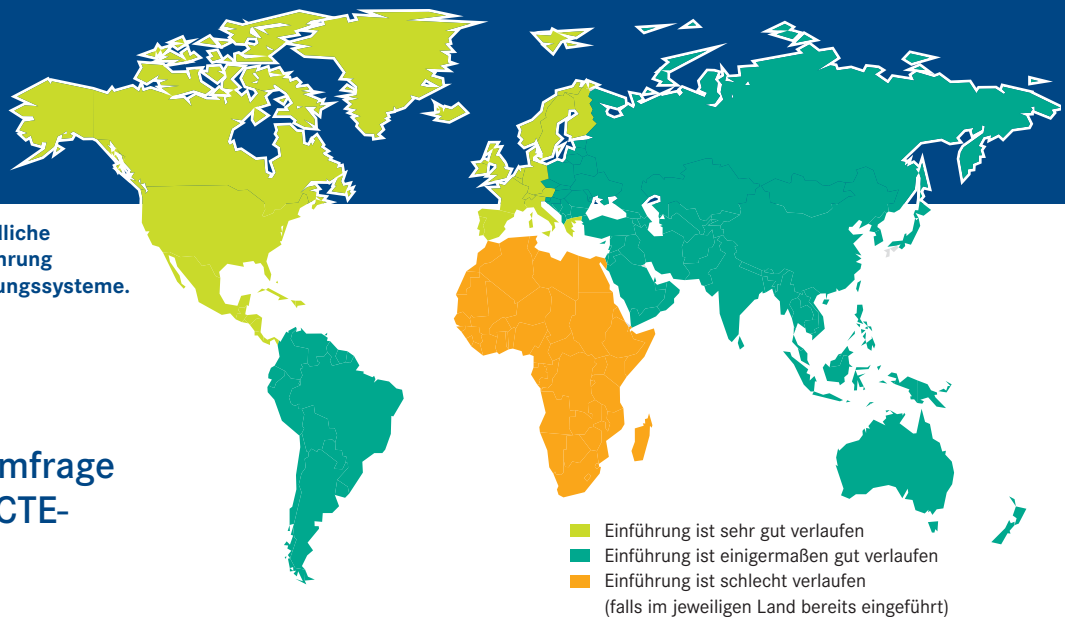 hrung
ungssysteme.
mfrage
CTE-
Einführung ist sehr gut verlaufen
Einführung ist einigermaßen gut verlaufen
Einführung ist schlecht verlaufen
(falls im jeweiligen Land bereits eingeführt)